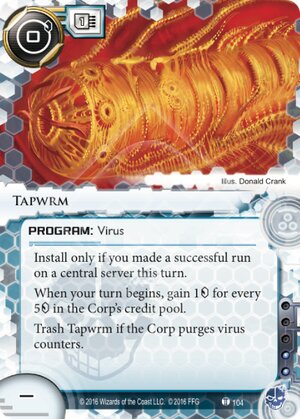 0
1
Illus. Donald Crank
Tapwrm
PROGRAM: Virus
Install only if you made a successful run
on a central server this turn.
When your turn begins, gain 1 for every
5 in the Corp's credit pool.
Trash Tapwrm if the Corp purges virus
counters.
–
© 2016 Wizards of the Coast LLC. © 2016 FFG
104